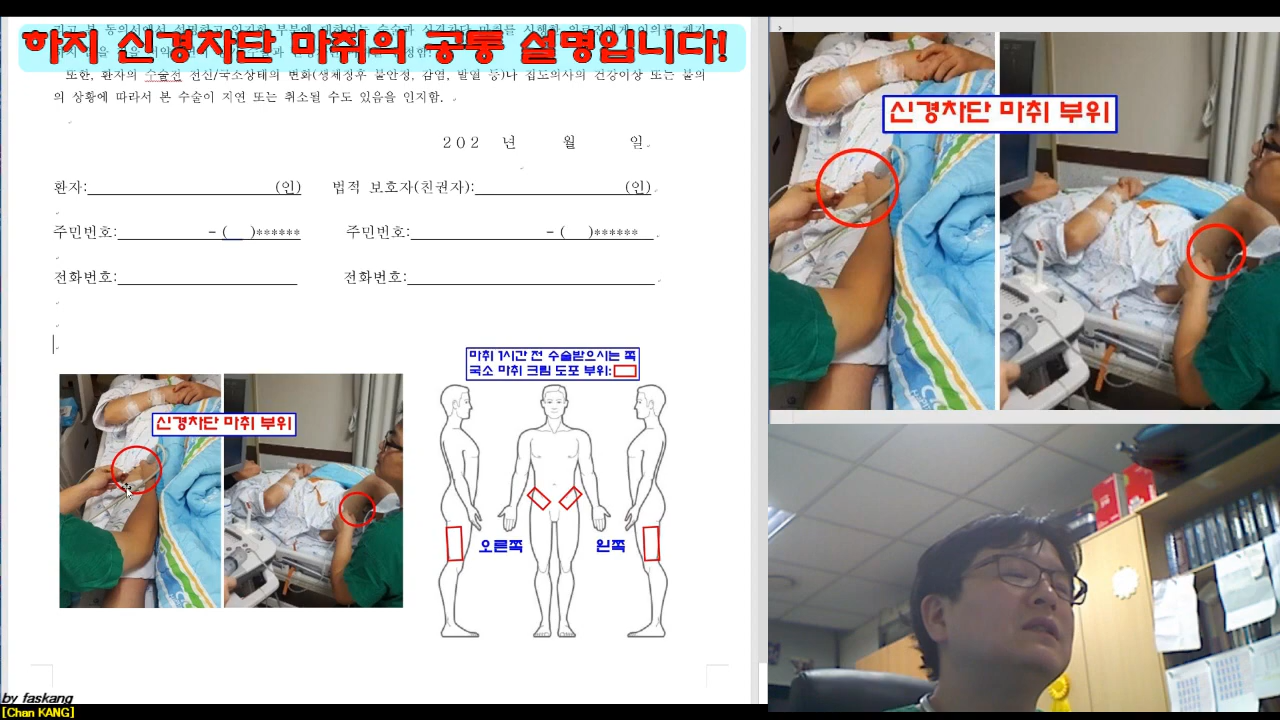 하지 신경차단 마취의 공통 설명입니다!
또한, 환자의 수술전 전신/국소상태의 변화(생체징후 불안정, 감염, 발열 등)나 집도의사의 건강이상 또는 불의
의 상황에 따라서 본 수술이 지연 또는 취소될 수도 있음을 인지함.
202 년 월 일
환자: (인) 법적 보호자(친권자): (인)
주민번호: - ( )****** 주민번호: - ( )******
전화번호: 전화번호:
마취 1시간 전 수술받으시는 쪽
국소 마취 크림 도포 부위:
신경차단 마취 부위
오른쪽 왼쪽
신경차단 마취 부위
by faskang
[Chan KANG]